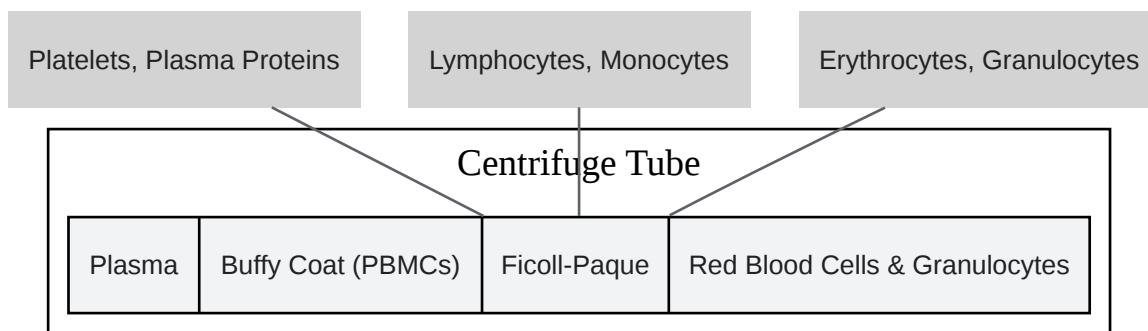 Platelets, Plasma Proteins
Lymphocytes, Monocytes
Erythrocytes, Granulocytes
Centrifuge Tube
Plasma
Buffy Coat (PBMCs)
Ficoll-Paque
Red Blood Cells & Granulocytes